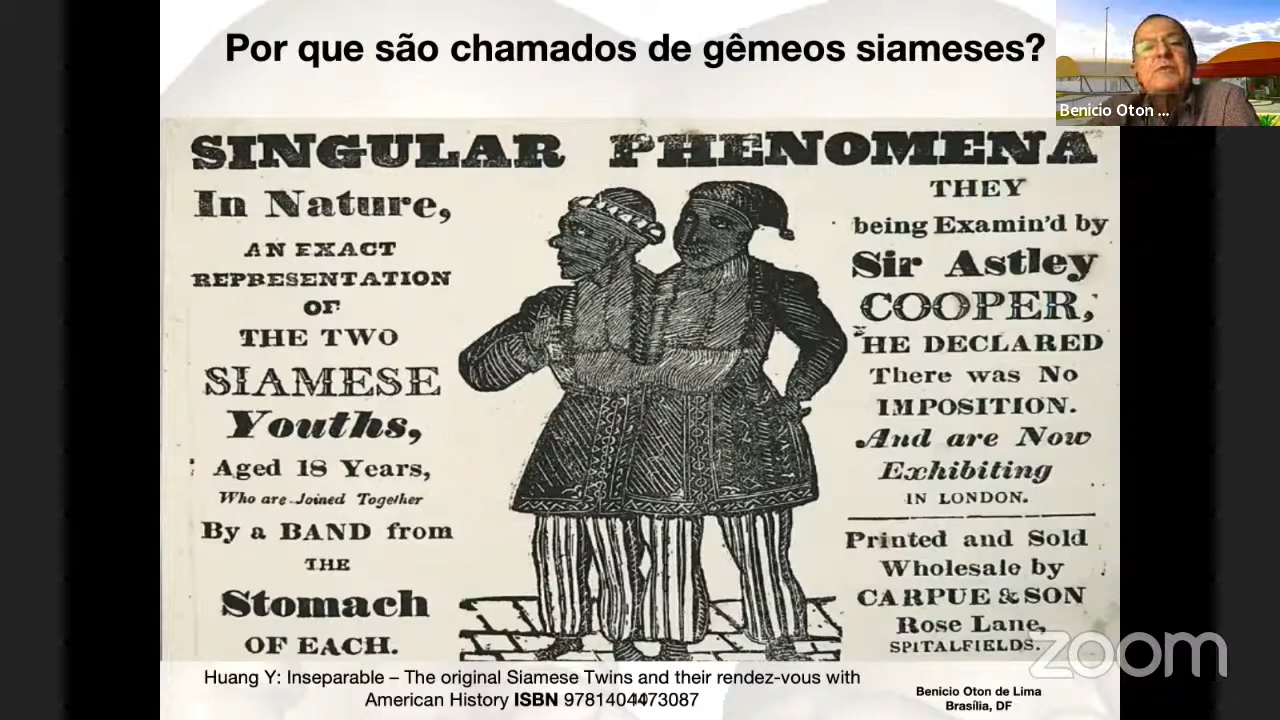 Por que são chamados de gêmeos siameses?
Benicio Oton ...
SINGULAR PHENOMENA
In Nature,
AN EXACT
REPRESENTATION
OF
THE TWO
SIAMESE
Youths,
Aged 18 Years,
Who are Joined Together
By a BAND from
THE
Stomach
OF EACH.
THEY
being Examin'd by
Sir Astley
COOPER,
HE DECLARED
There was No
IMPOSITION.
And are Now
Exhibiting
IN LONDON.
Printed and Sold
Wholesale by
CARPUE & SON
Rose Lane,
SPITALFIELDS.
zoom
Huang Y: Inseparable – The original Siamese Twins and their rendez-vous with
American History ISBN
Benicio Oton de Lima
Brasília, DF